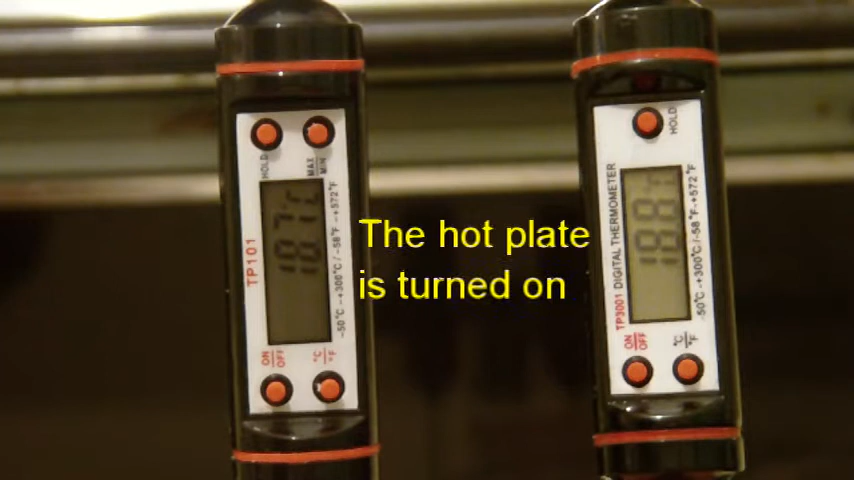 HOLD
MAX
MIN
TP101
-50°C-+300°C/-58°F-+572°F
ON
OFF
°C
°F
The hot plate
is turned on
HOLD
TP3001 DIGITAL THERMOMETER
-50°C-+300°C/-58°F-+572°F
ON
OFF
°C
°F